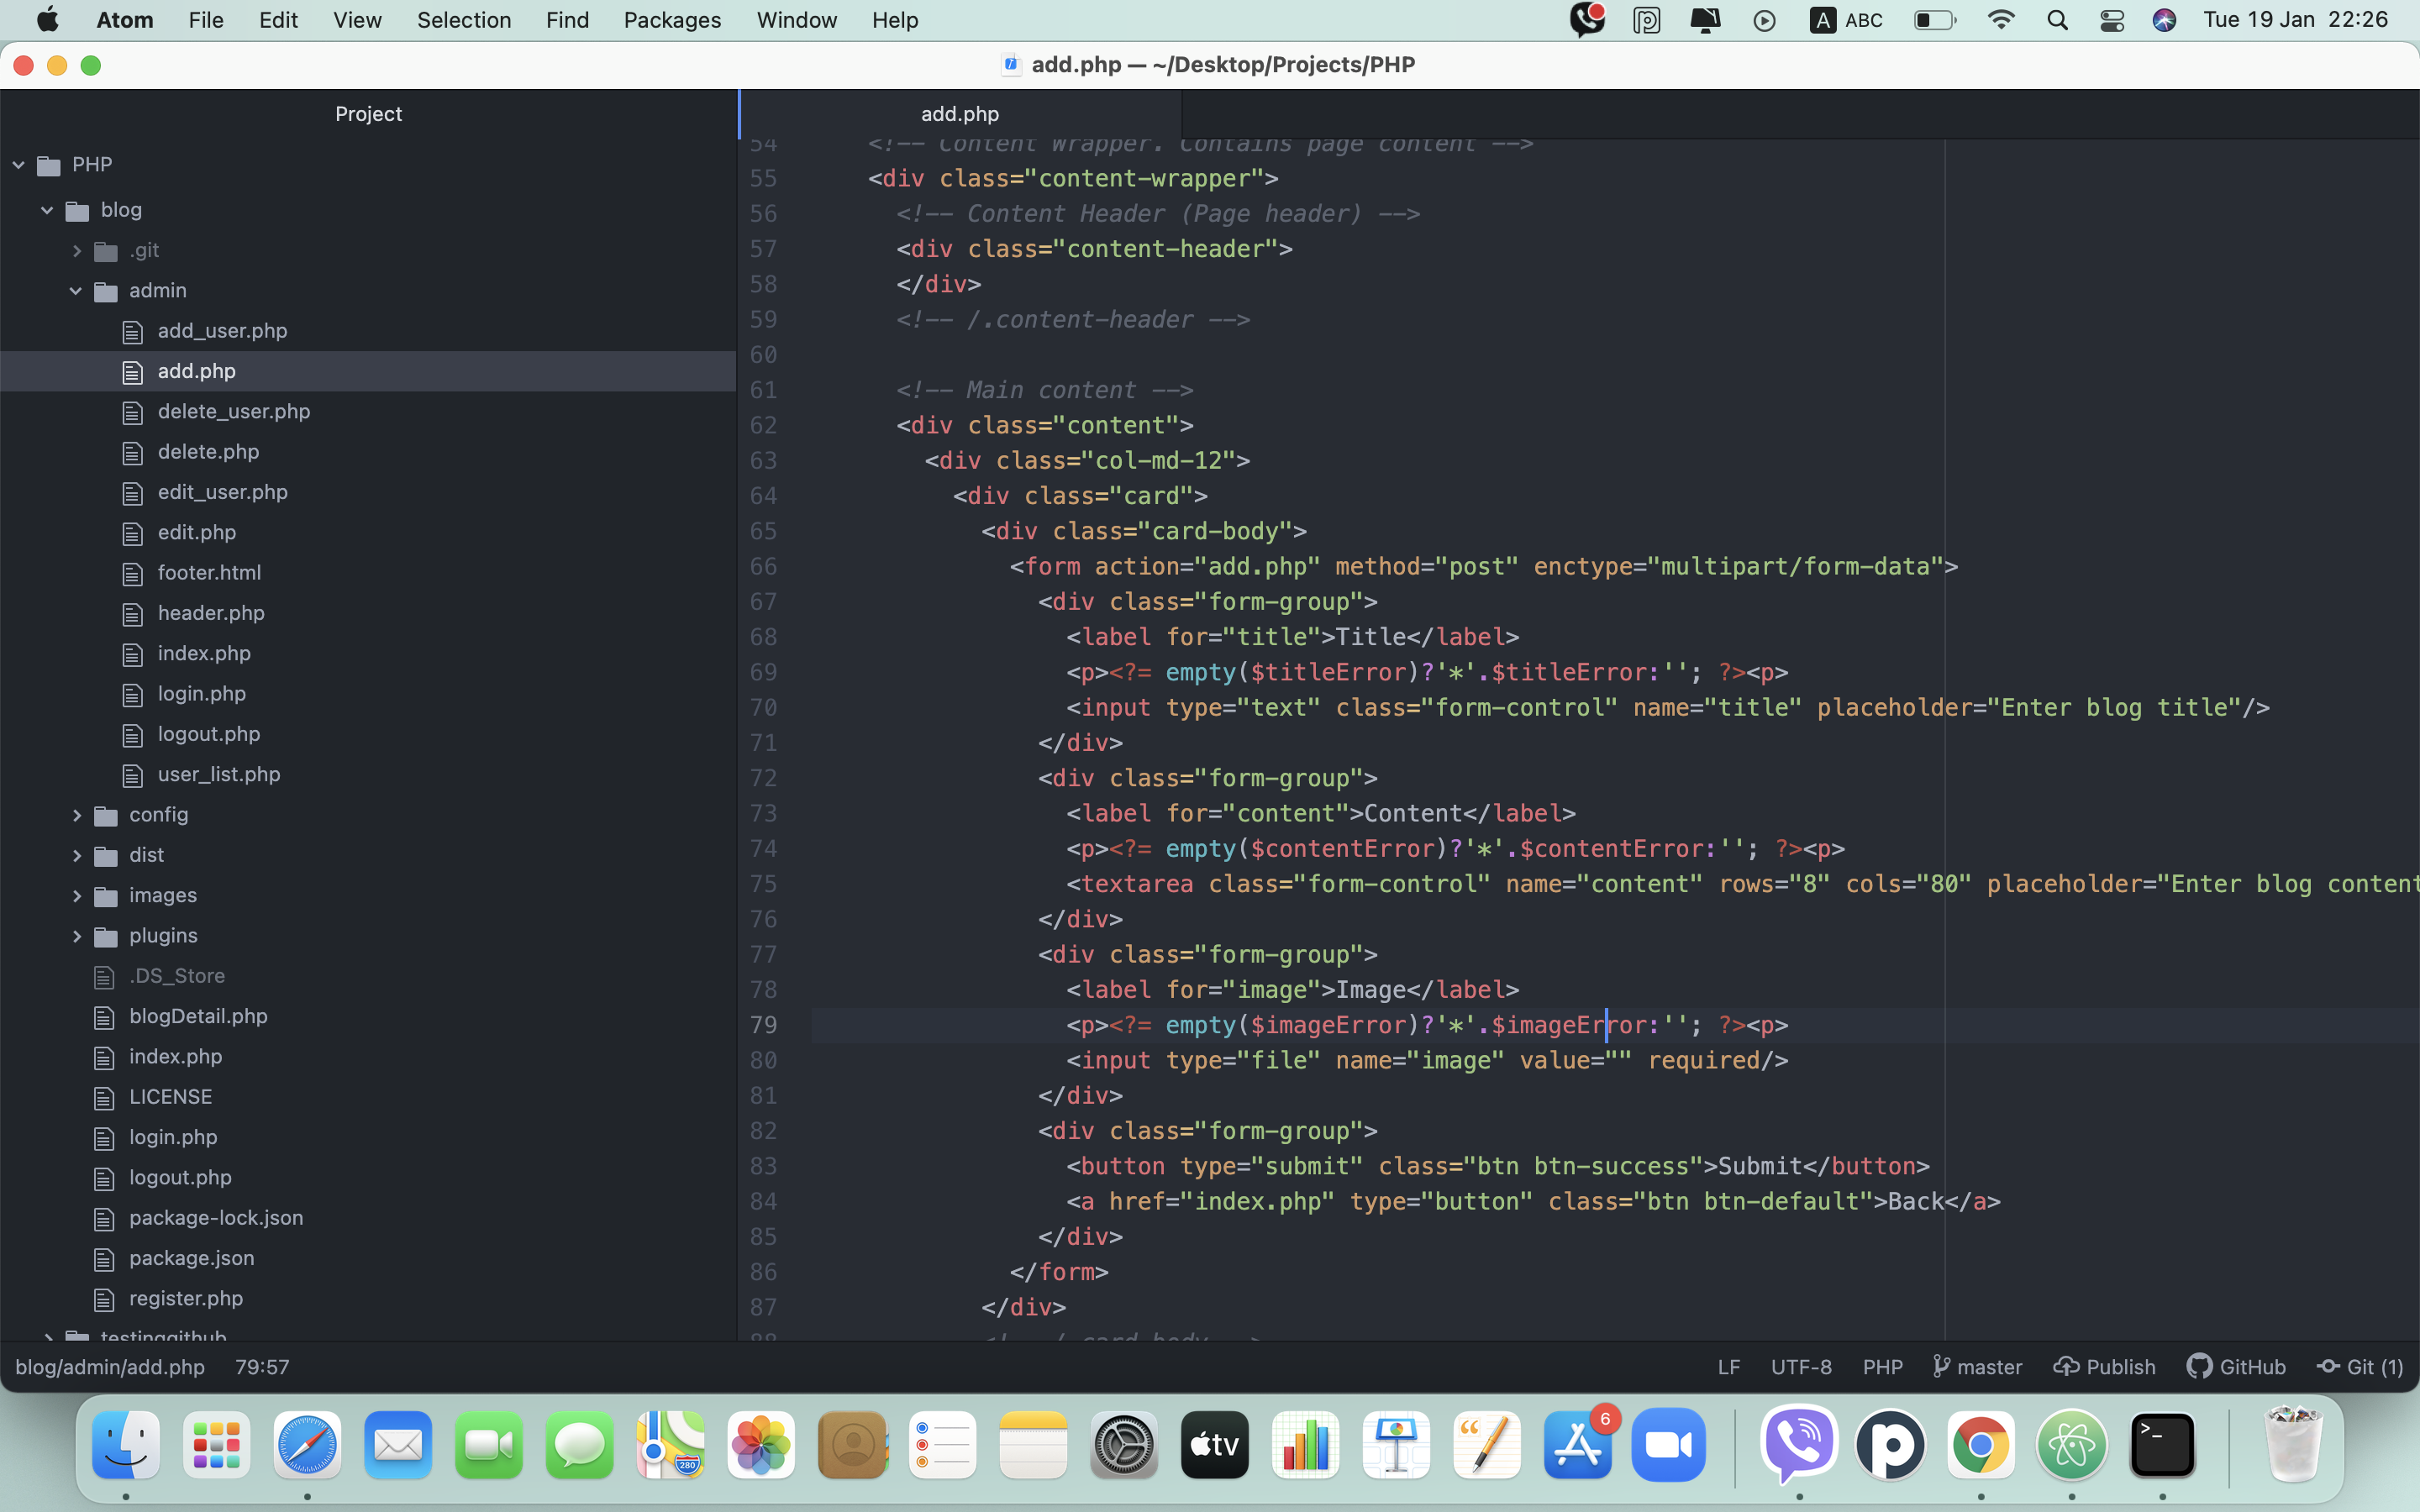 Atom File Edit View Selection Find Packages Window Help A ABC Tue 19 Jan 22:26
add.php — ~/Desktop/Projects/PHP
Project
PHP
blog
.git
admin
add_user.php
add.php
delete_user.php
delete.php
edit_user.php
edit.php
footer.html
header.php
index.php
login.php
logout.php
user_list.php
config
dist
images
plugins
.DS_Store
blogDetail.php
index.php
LICENSE
login.php
logout.php
package-lock.json
package.json
register.php
testinggithub
add.php
54 <!-- Content Wrapper. Contains page content -->
55 <div class="content-wrapper">
56 <!-- Content Header (Page header) -->
57 <div class="content-header">
58 </div>
59 <!-- /.content-header -->
60
61 <!-- Main content -->
62 <div class="content">
63 <div class="col-md-12">
64 <div class="card">
65 <div class="card-body">
66 <form action="add.php" method="post" enctype="multipart/form-data">
67 <div class="form-group">
68 <label for="title">Title</label>
69 <p><?= empty($titleError)?'*'.$titleError:''; ?><p>
70 <input type="text" class="form-control" name="title" placeholder="Enter blog title"/>
71 </div>
72 <div class="form-group">
73 <label for="content">Content</label>
74 <p><?= empty($contentError)?'*'.$contentError:''; ?><p>
75 <textarea class="form-control" name="content" rows="8" cols="80" placeholder="Enter blog content
76 </div>
77 <div class="form-group">
78 <label for="image">Image</label>
79 <p><?= empty($imageError)?'*'.$imageError:''; ?><p>
80 <input type="file" name="image" value="" required/>
81 </div>
82 <div class="form-group">
83 <button type="submit" class="btn btn-success">Submit</button>
84 <a href="index.php" type="button" class="btn btn-default">Back</a>
85 </div>
86 </form>
87 </div>
88 <!-- /.card-body -->
blog/admin/add.php 79:57 LF UTF-8 PHP master Publish GitHub Git (1)
280
tv
6
>_